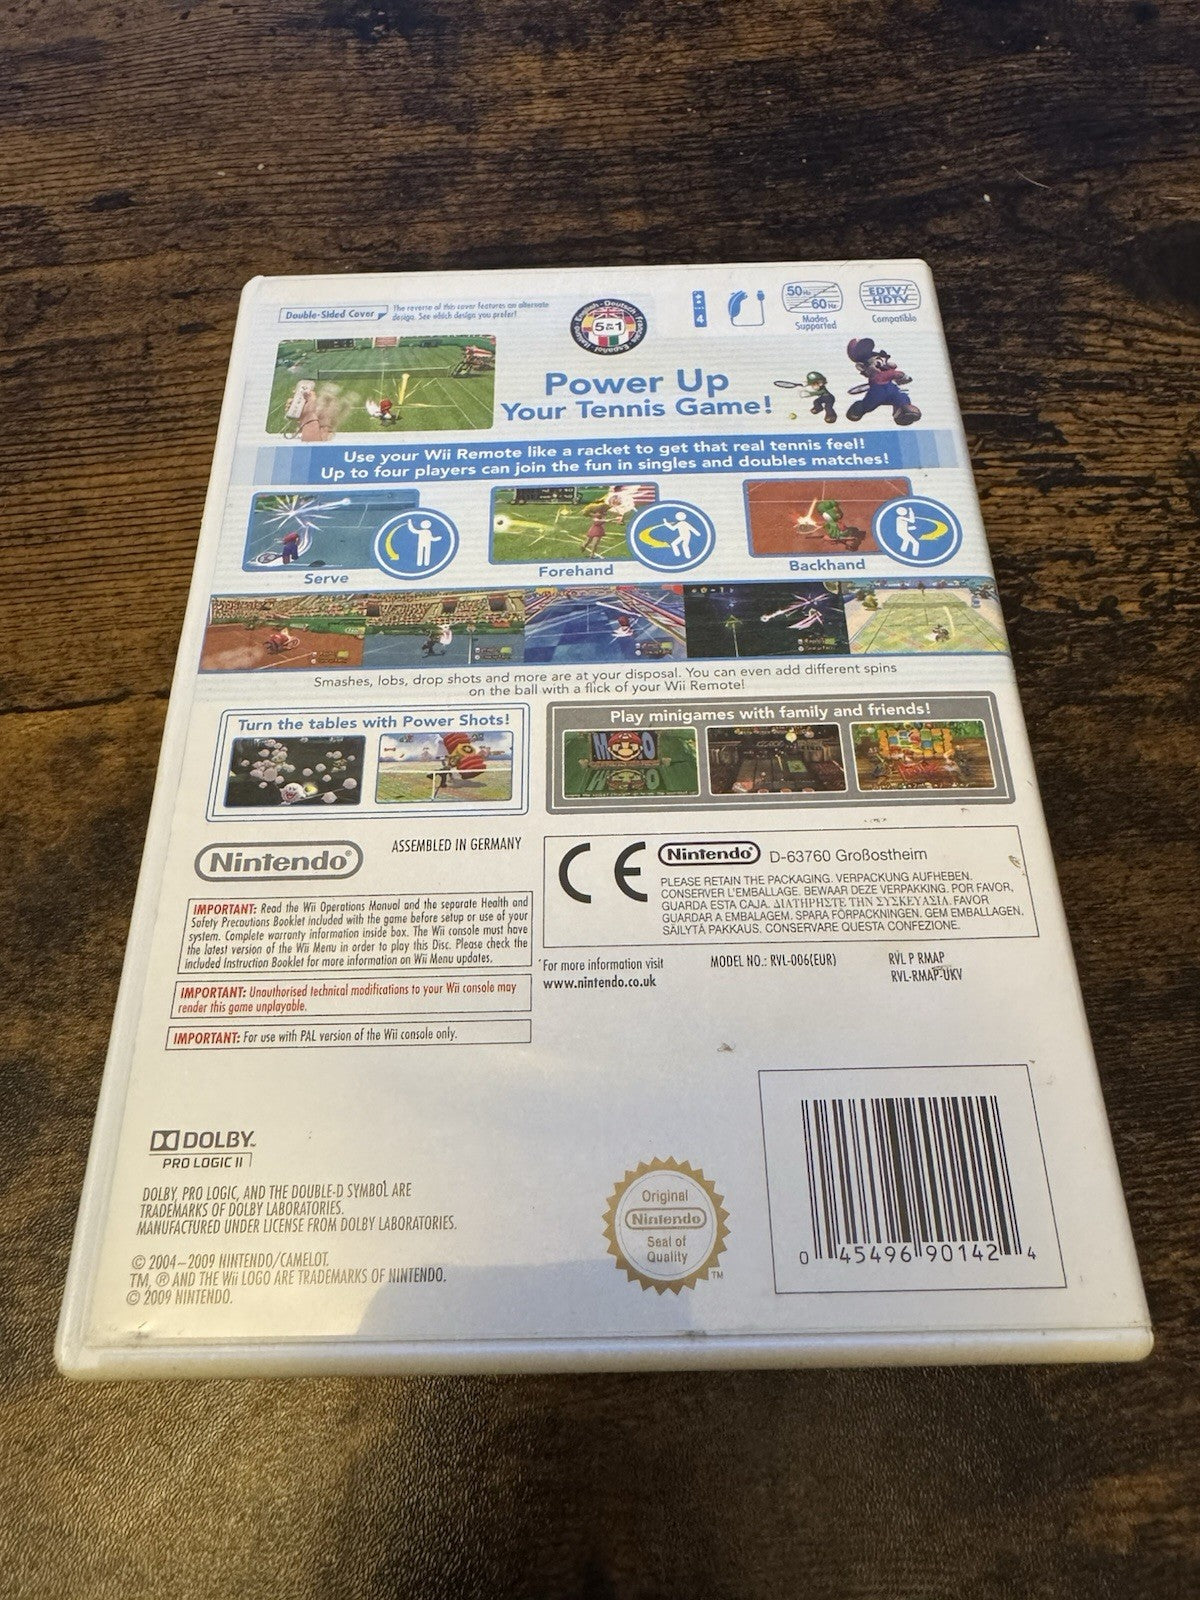 Double-Sided Cover
The reverse of this cover features an alternate
design. See which design you prefer!
English · Deutsch · Français · Español · Italiano
5 in 1
4
50Hz
60Hz
Modes
Supported
EDTV/
HDTV
Compatible
Power Up
Your Tennis Game!
Use your Wii Remote like a racket to get that real tennis feel!
Up to four players can join the fun in singles and doubles matches!
Serve
Forehand
Backhand
Smashes, lobs, drop shots and more are at your disposal. You can even add different spins
on the ball with a flick of your Wii Remote!
Turn the tables with Power Shots!
Play minigames with family and friends!
Nintendo®
ASSEMBLED IN GERMANY
IMPORTANT: Read the Wii Operations Manual and the separate Health and
Safety Precautions Booklet included with the game before setup or use of your
system. Complete warranty information inside box. The Wii console must have
the latest version of the Wii Menu in order to play this Disc. Please check the
included Instruction Booklet for more information on Wii Menu updates.
IMPORTANT: Unauthorised technical modifications to your Wii console may
render this game unplayable.
IMPORTANT: For use with PAL version of the Wii console only.
CE
Nintendo® D-63760 Großostheim
PLEASE RETAIN THE PACKAGING. VERPACKUNG AUFHEBEN.
CONSERVER L'EMBALLAGE. BEWAAR DEZE VERPAKKING. POR FAVOR,
GUARDA ESTA CAJA. ΔΙΑΤΗΡΗΣΤΕ ΤΗΝ ΣΥΣΚΕΥΑΣΙΑ. FAVOR
GUARDAR A EMBALAGEM. SPARA FÖRPACKNINGEN. GEM EMBALLAGEN.
SÄILYTÄ PAKKAUS. CONSERVARE QUESTA CONFEZIONE.
For more information visit
www.nintendo.co.uk
MODEL NO.: RVL-006(EUR)
RVL P RMAP
RVL-RMAP-UKV
DOLBY™
PRO LOGIC II
DOLBY, PRO LOGIC, AND THE DOUBLE-D SYMBOL ARE
TRADEMARKS OF DOLBY LABORATORIES.
MANUFACTURED UNDER LICENSE FROM DOLBY LABORATORIES.
© 2004–2009 NINTENDO/CAMELOT.
TM, ® AND THE Wii LOGO ARE TRADEMARKS OF NINTENDO.
© 2009 NINTENDO.
Original
Nintendo
Seal of
Quality
TM
0 45496 90142 4